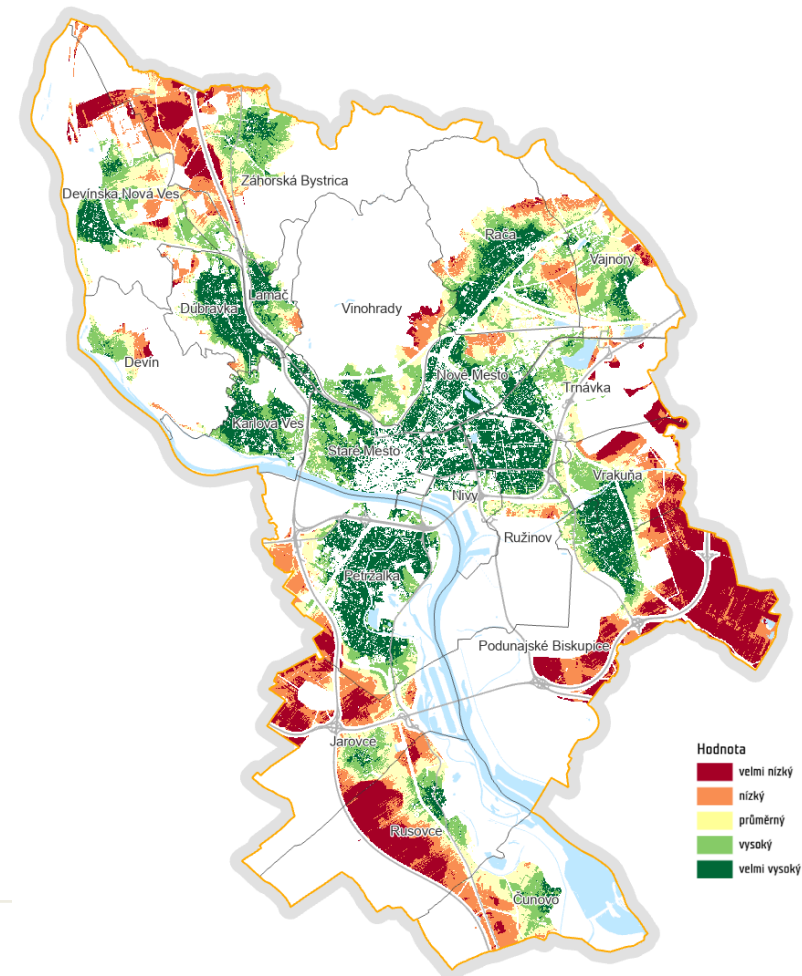 Devínska Nová Ves
Záhorská Bystrica
Rača
Vajnory
Lamač
Dúbravka
Vinohrady
Devín
Nové Mesto
Trnávka
Karlova Ves
Staré Mesto
Vrakuňa
Nivy
Ružinov
Petržalka
Podunajské Biskupice
Jarovce
Rusovce
Čunovo
Hodnota
velmi nízký
nízký
průměrný
vysoký
velmi vysoký